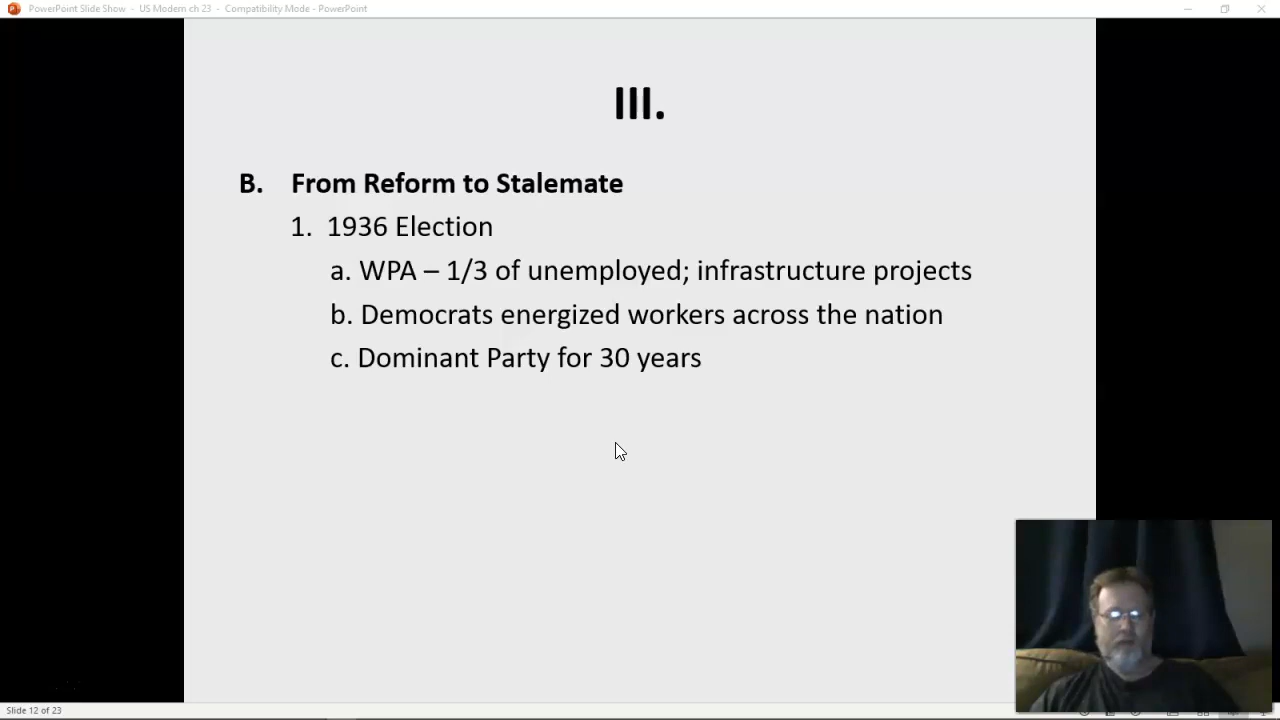 PowerPoint Slide Show - US Modern ch 23 - Compatibility Mode - PowerPoint
III.
B. From Reform to Stalemate
1. 1936 Election
a. WPA – 1/3 of unemployed; infrastructure projects
b. Democrats energized workers across the nation
c. Dominant Party for 30 years
Slide 12 of 23